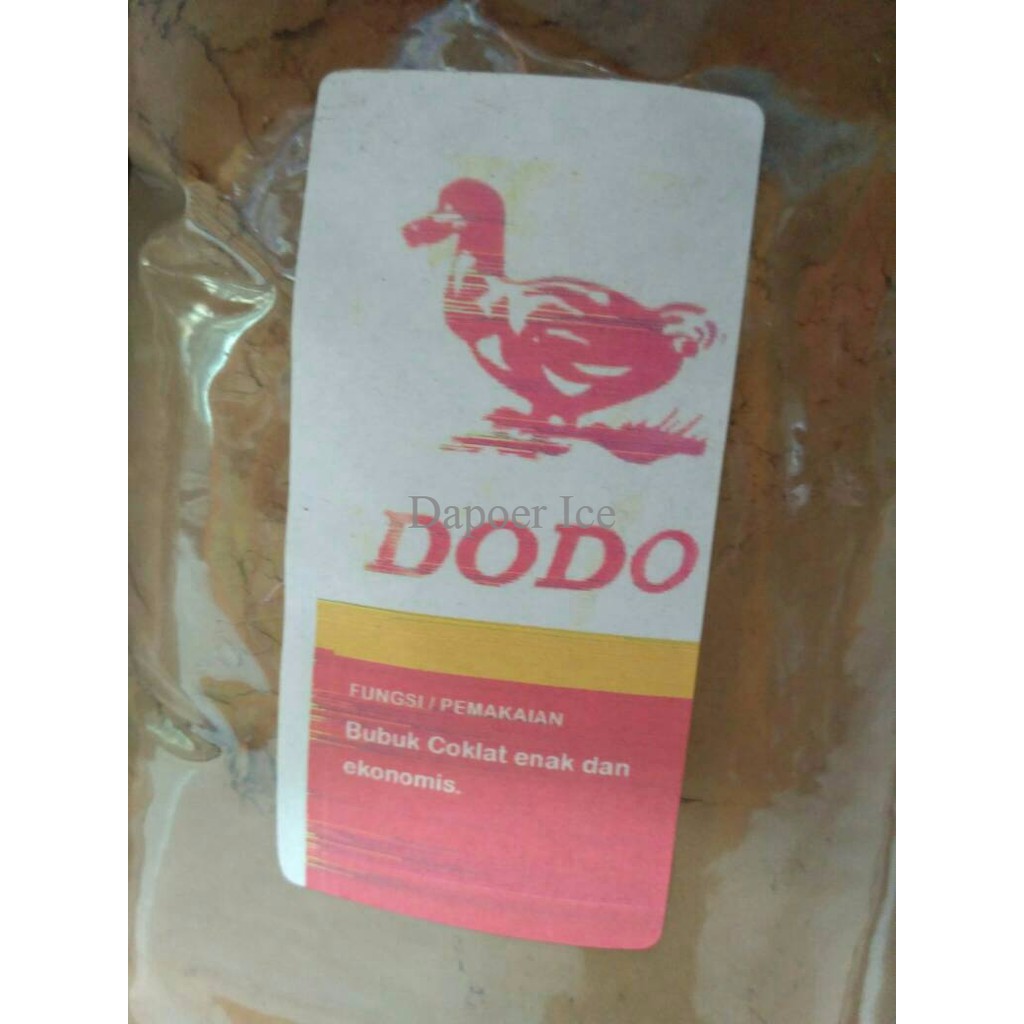 Dapoer Ice
DODO
FUNGSI / PEMAKAIAN
Bubuk Coklat enak dan
ekonomis.